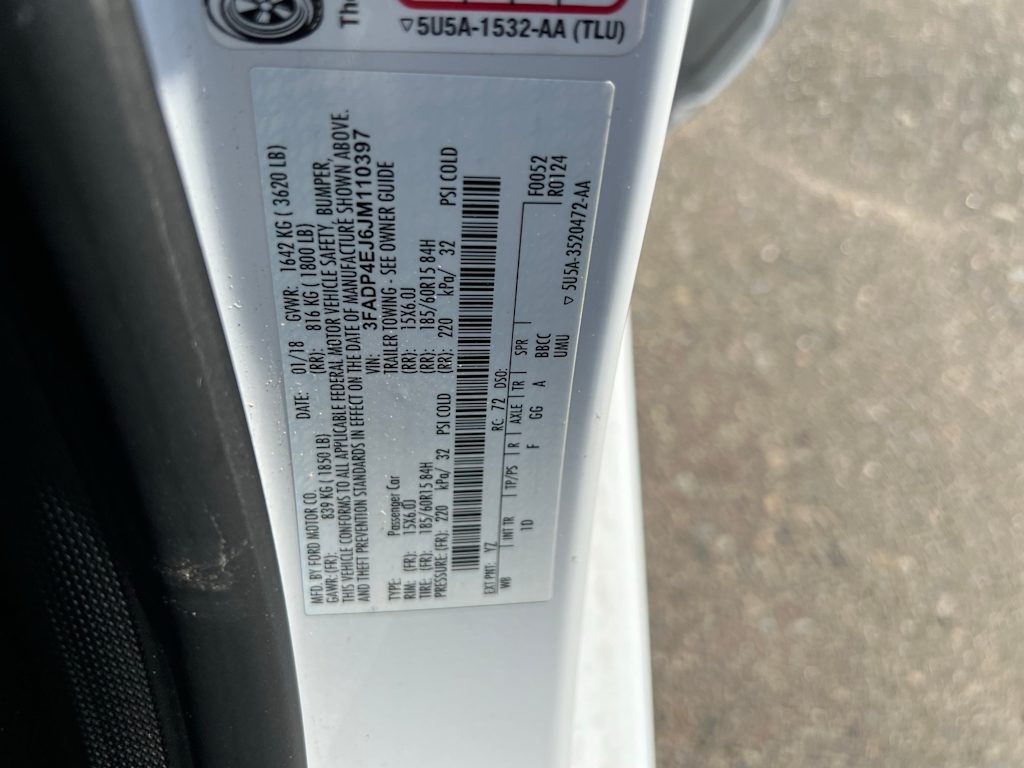 The
▽5U5A-1532-AA (TLU)
MFD. BY FORD MOTOR CO. DATE: 01/18 GVWR: 1642 KG ( 3620 LB)
GAWR: (FR): 839 KG ( 1850 LB) (RR): 816 KG ( 1800 LB)
THIS VEHICLE CONFORMS TO ALL APPLICABLE FEDERAL MOTOR VEHICLE SAFETY, BUMPER,
AND THEFT PREVENTION STANDARDS IN EFFECT ON THE DATE OF MANUFACTURE SHOWN ABOVE.
VIN: 3FADP4EJ6JM110397
TYPE: Passenger Car TRAILER TOWING - SEE OWNER GUIDE
RIM: (FR): 15X6.0J (RR): 15X6.0J
TIRE: (FR): 185/60R15 84H (RR): 185/60R15 84H
PRESSURE: (FR): 220 kPa/ 32 PSI COLD (RR): 220 kPa/ 32 PSI COLD
EXT PNT: YZ RC: 72 DSO: F0052
WB INT TR TP/PS R AXLE TR SPR R0124
1D F GG A BBCC
UMU ▽ 5U5A-3520472-AA